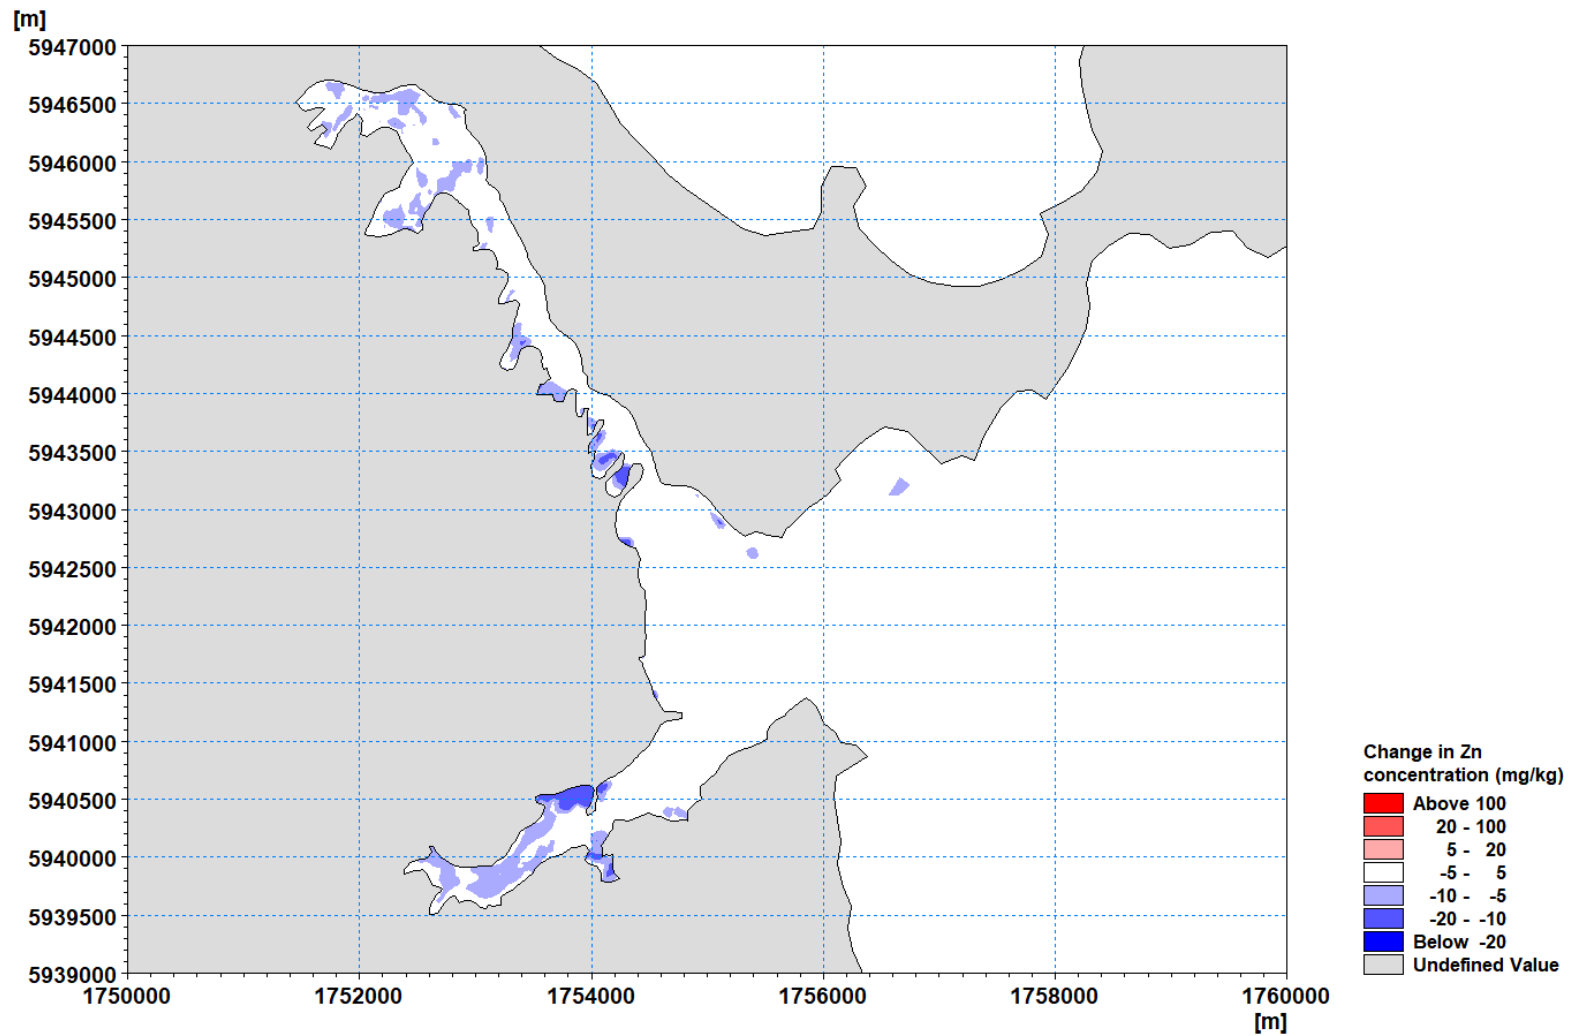 [m]
5947000
5946500
5946000
5945500
5945000
5944500
5944000
5943500
5943000
5942500
5942000
5941500
5941000
5940500
5940000
5939500
5939000
1750000 1752000 1754000 1756000 1758000 1760000
[m]
Change in Zn
concentration (mg/kg)
Above 100
20 - 100
5 - 20
-5 - 5
-10 - -5
-20 - -10
Below -20
Undefined Value